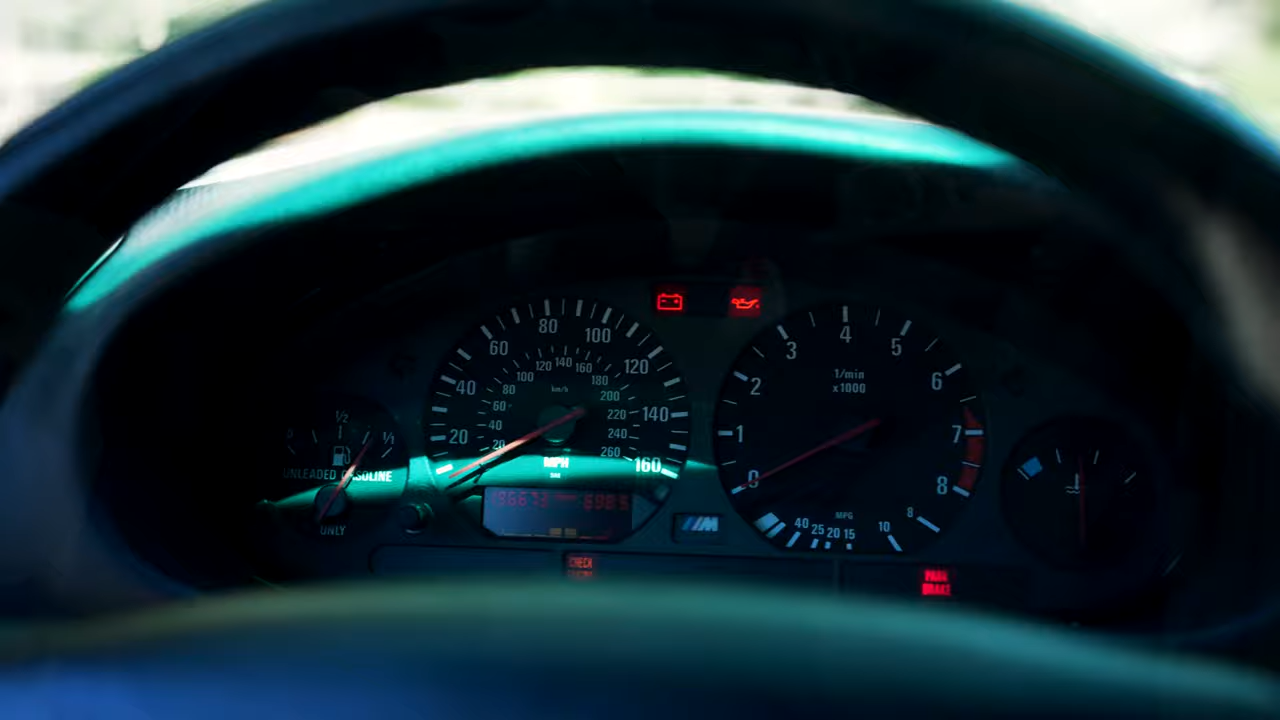 ½
¹⁄₁
UNLEADED GASOLINE
ONLY
20 40 60 80 100 120 140 160
20 40 60 80 100 120 140 160 180 200 220 240 260
km/h
MPH
M
0 1 2 3 4 5 6 7 8
1/min
x1000
MPG
40 25 20 15 10 8
CHECK
PARK
BRAKE